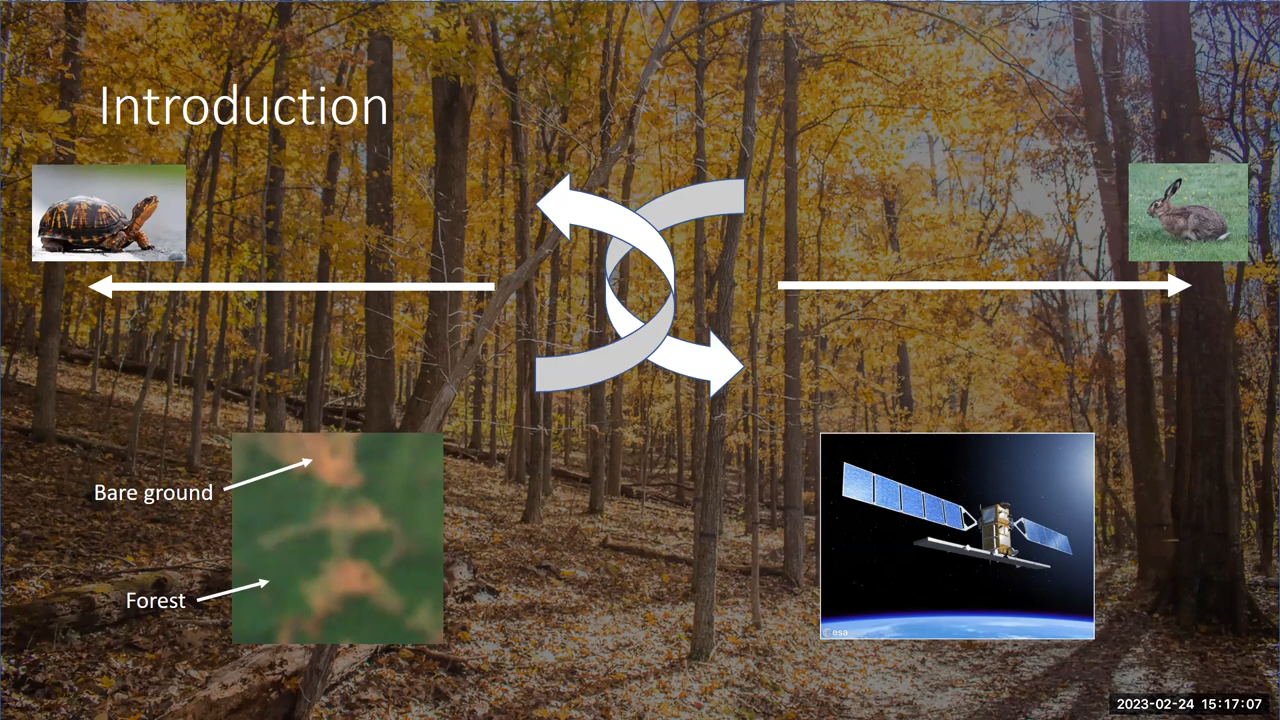 Introduction
Bare ground
Forest
esa
2023-02-24 15:17:07